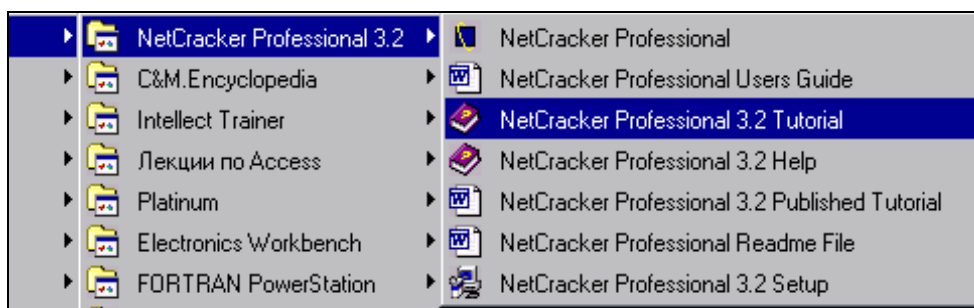 NetCracker Professional 3.2
C&M.Encyclopedia
Intellect Trainer
Лекции по Access
Platinum
Electronics Workbench
FORTRAN PowerStation
NetCracker Professional
NetCracker Professional Users Guide
NetCracker Professional 3.2 Tutorial
NetCracker Professional 3.2 Help
NetCracker Professional 3.2 Published Tutorial
NetCracker Professional Readme File
NetCracker Professional 3.2 Setup